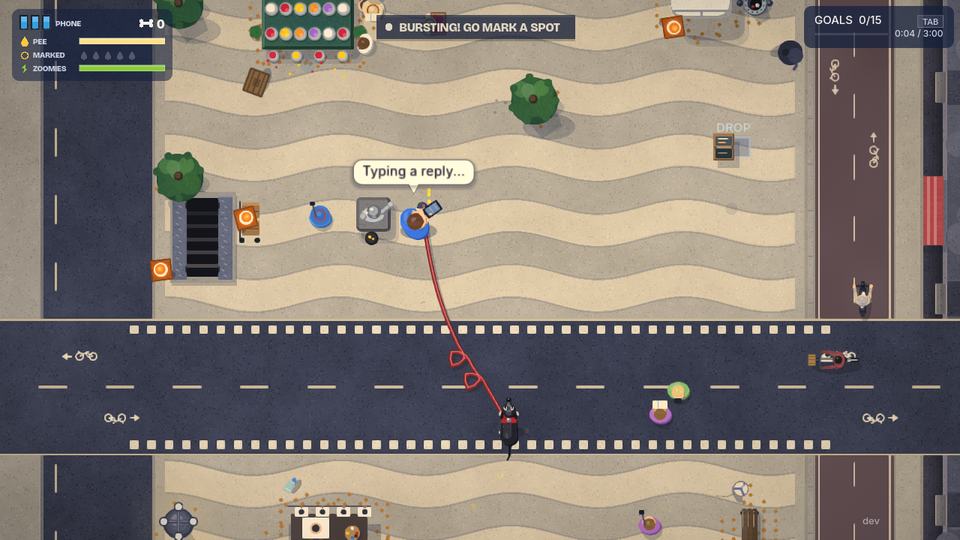 PHONE 0
PEE
MARKED
ZOOMIES
BURSTING! GO MARK A SPOT
GOALS 0/15 TAB
0:04 / 3:00
DROP
Typing a reply...
dev